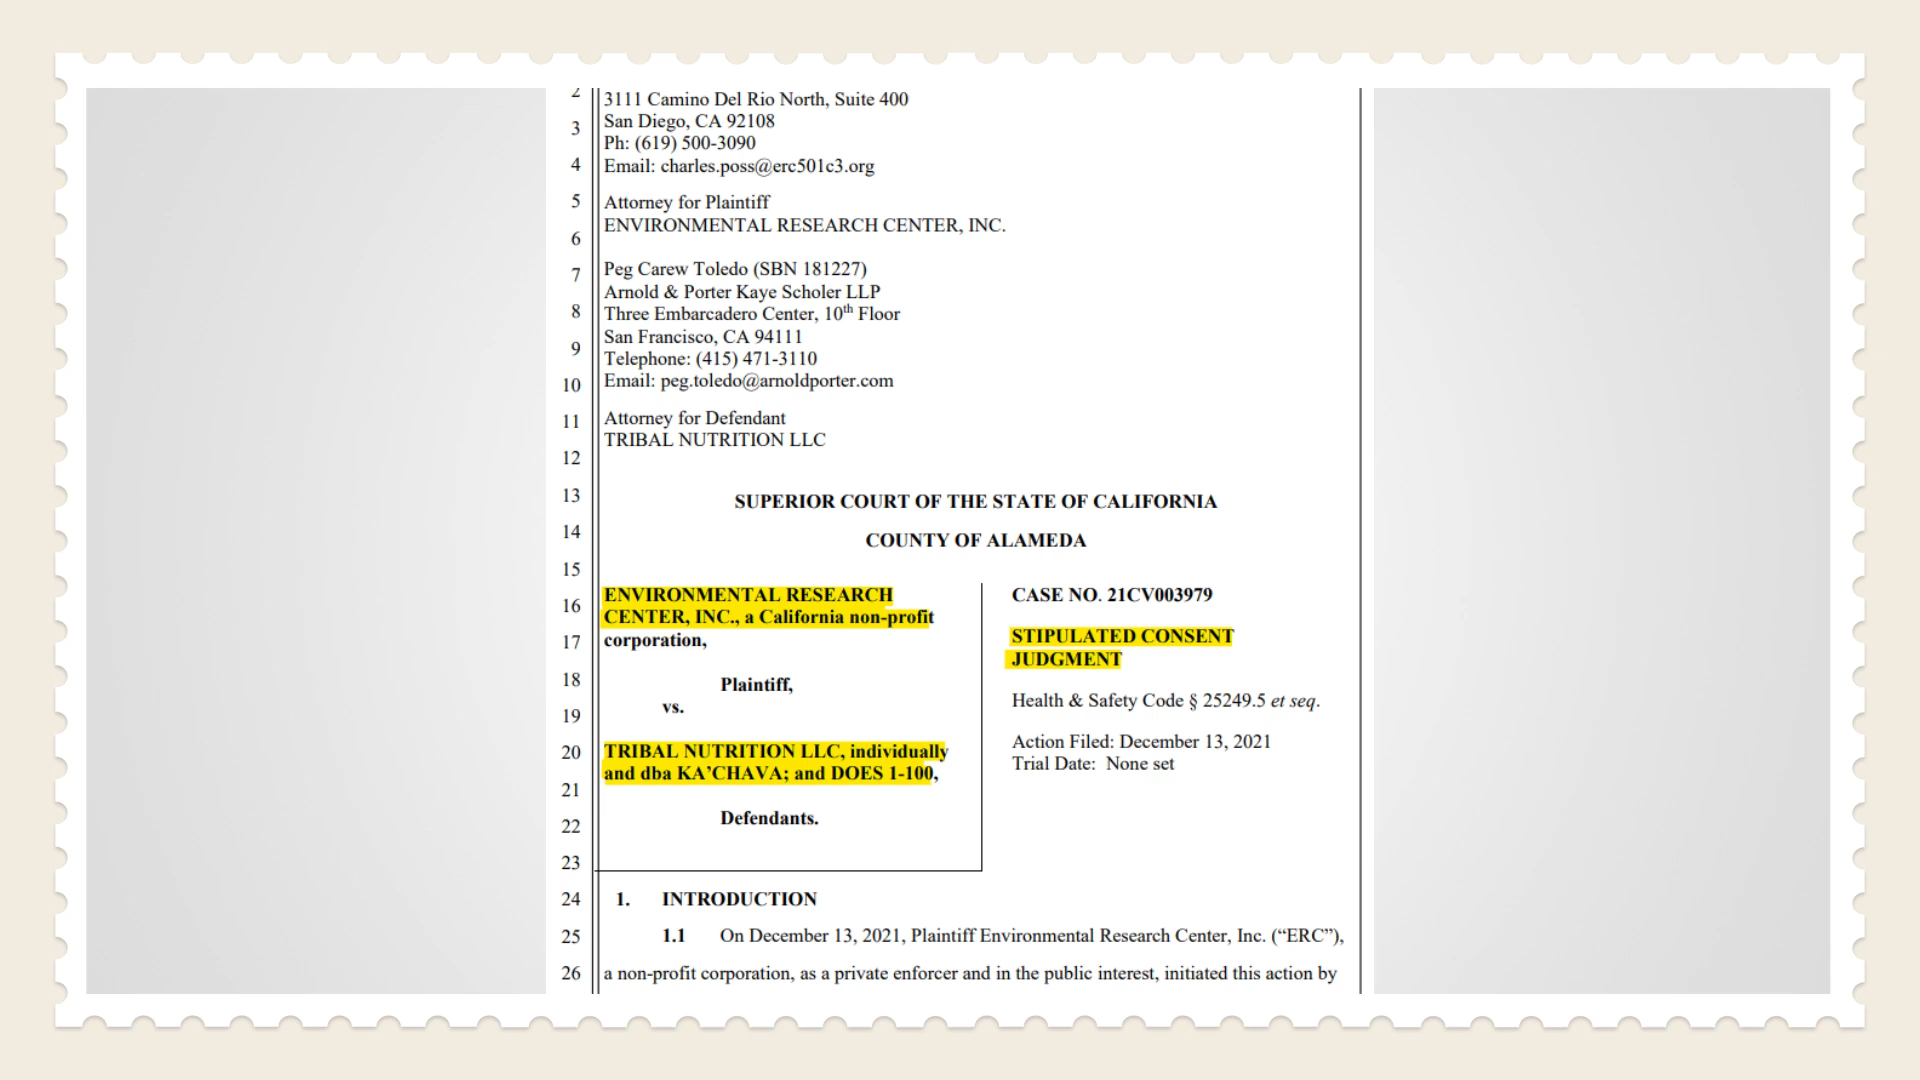 2
3111 Camino Del Rio North, Suite 400
3
San Diego, CA 92108
Ph: (619) 500-3090
4
Email: charles.poss@erc501c3.org
5
Attorney for Plaintiff
ENVIRONMENTAL RESEARCH CENTER, INC.
6
7
Peg Carew Toledo (SBN 181227)
Arnold & Porter Kaye Scholer LLP
8
Three Embarcadero Center, 10th Floor
San Francisco, CA 94111
9
Telephone: (415) 471-3110
10
Email: peg.toledo@arnoldporter.com
11
Attorney for Defendant
TRIBAL NUTRITION LLC
12
13
SUPERIOR COURT OF THE STATE OF CALIFORNIA
14
COUNTY OF ALAMEDA
15
16
ENVIRONMENTAL RESEARCH
CENTER, INC., a California non-profit
17
corporation,
18
Plaintiff,
vs.
19
20
TRIBAL NUTRITION LLC, individually
and dba KA’CHAVA; and DOES 1-100,
21
Defendants.
22
23
CASE NO. 21CV003979
STIPULATED CONSENT
JUDGMENT
Health & Safety Code § 25249.5 et seq.
Action Filed: December 13, 2021
Trial Date: None set
24
1. INTRODUCTION
25
1.1 On December 13, 2021, Plaintiff Environmental Research Center, Inc. (“ERC”),
26
a non-profit corporation, as a private enforcer and in the public interest, initiated this action by